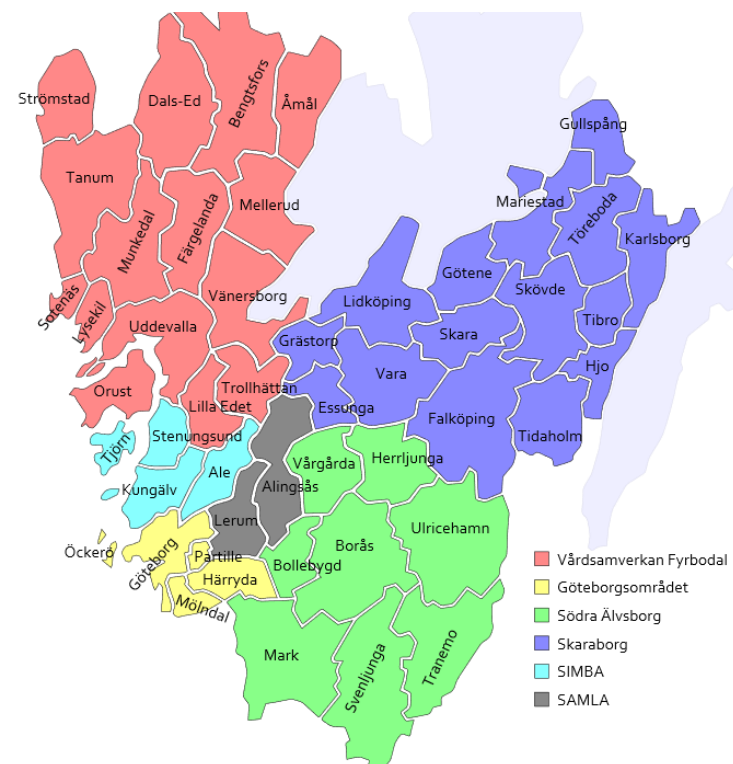 Strömstad
Dals-Ed
Bengtsfors
Åmål
Gullspång
Tanum
Munkedal
Färgelanda
Mellerud
Mariestad
Töreboda
Karlsborg
Sotenäs
Lysekil
Vänersborg
Götene
Skövde
Lidköping
Uddevalla
Grästorp
Skara
Tibro
Hjo
Orust
Trollhättan
Vara
Lilla Edet
Essunga
Falköping
Tidaholm
Tjörn
Stenungsund
Vårgårda
Herrljunga
Kungälv
Ale
Alingsås
Lerum
Ulricehamn
Öckerö
Göteborg
Partille
Borås
Bollebygd
Härryda
Mölndal
Mark
Svenljunga
Tranemo
Vårdsamverkan Fyrbodal
Göteborgsområdet
Södra Älvsborg
Skaraborg
SIMBA
SAMLA